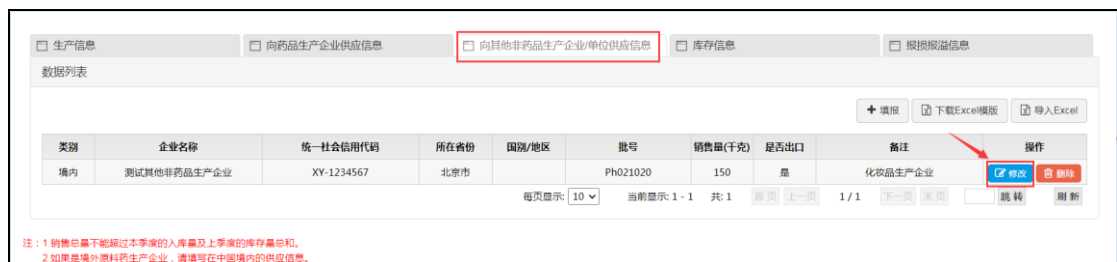 生产信息 向药品生产企业供应信息 向其他非药品生产企业/单位供应信息 库存信息 报损报溢信息
数据列表
填报 下载Excel模版 导入Excel
类别 企业名称 统一社会信用代码 所在省份 国别/地区 批号 销售量(千克) 是否出口 备注 操作
境内 测试其他非药品生产企业 XY-1234567 北京市 Ph021020 150 是 化妆品生产企业 修改 删除
每页显示: 10 当前显示: 1 - 1 共: 1 首页 上一页 1 / 1 下一页 末页 跳转 刷新
注：1.销售总量不能超过本季度的入库量及上季度的库存量总和。
2.如果是境外原料药生产企业，请填写在中国境内的供应信息。